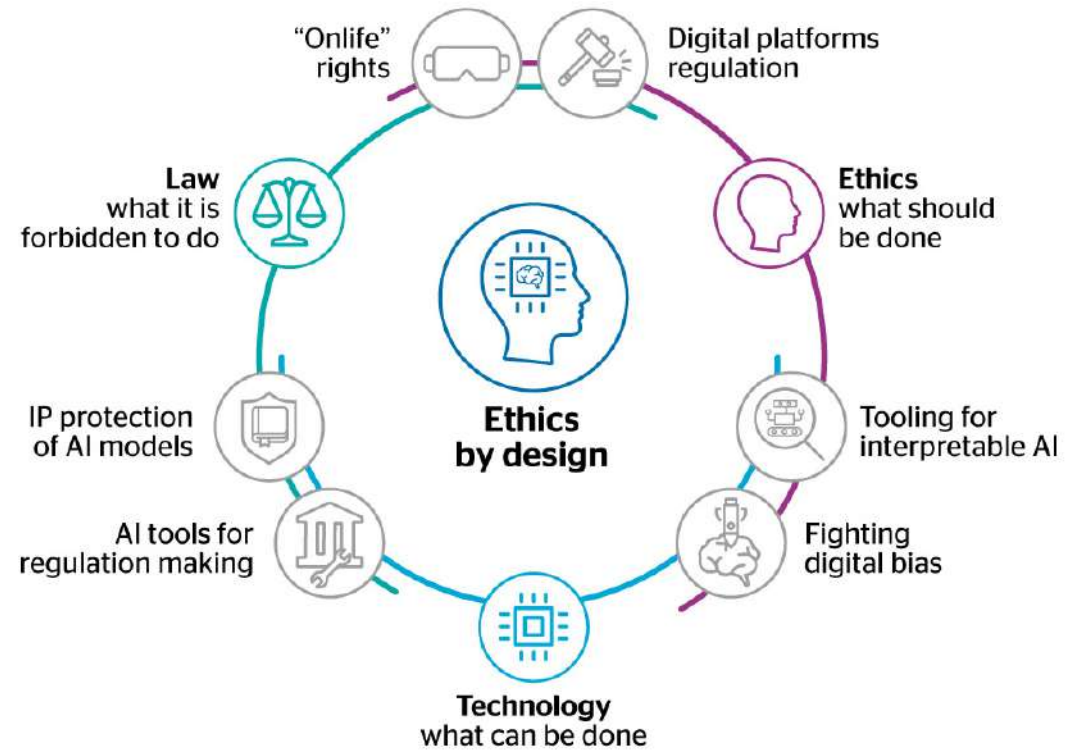 “Onlife”
rights
Digital platforms
regulation
Law
what it is
forbidden to do
Ethics
what should
be done
Ethics
by design
IP protection
of AI models
Tooling for
interpretable AI
AI tools for
regulation making
Fighting
digital bias
Technology
what can be done